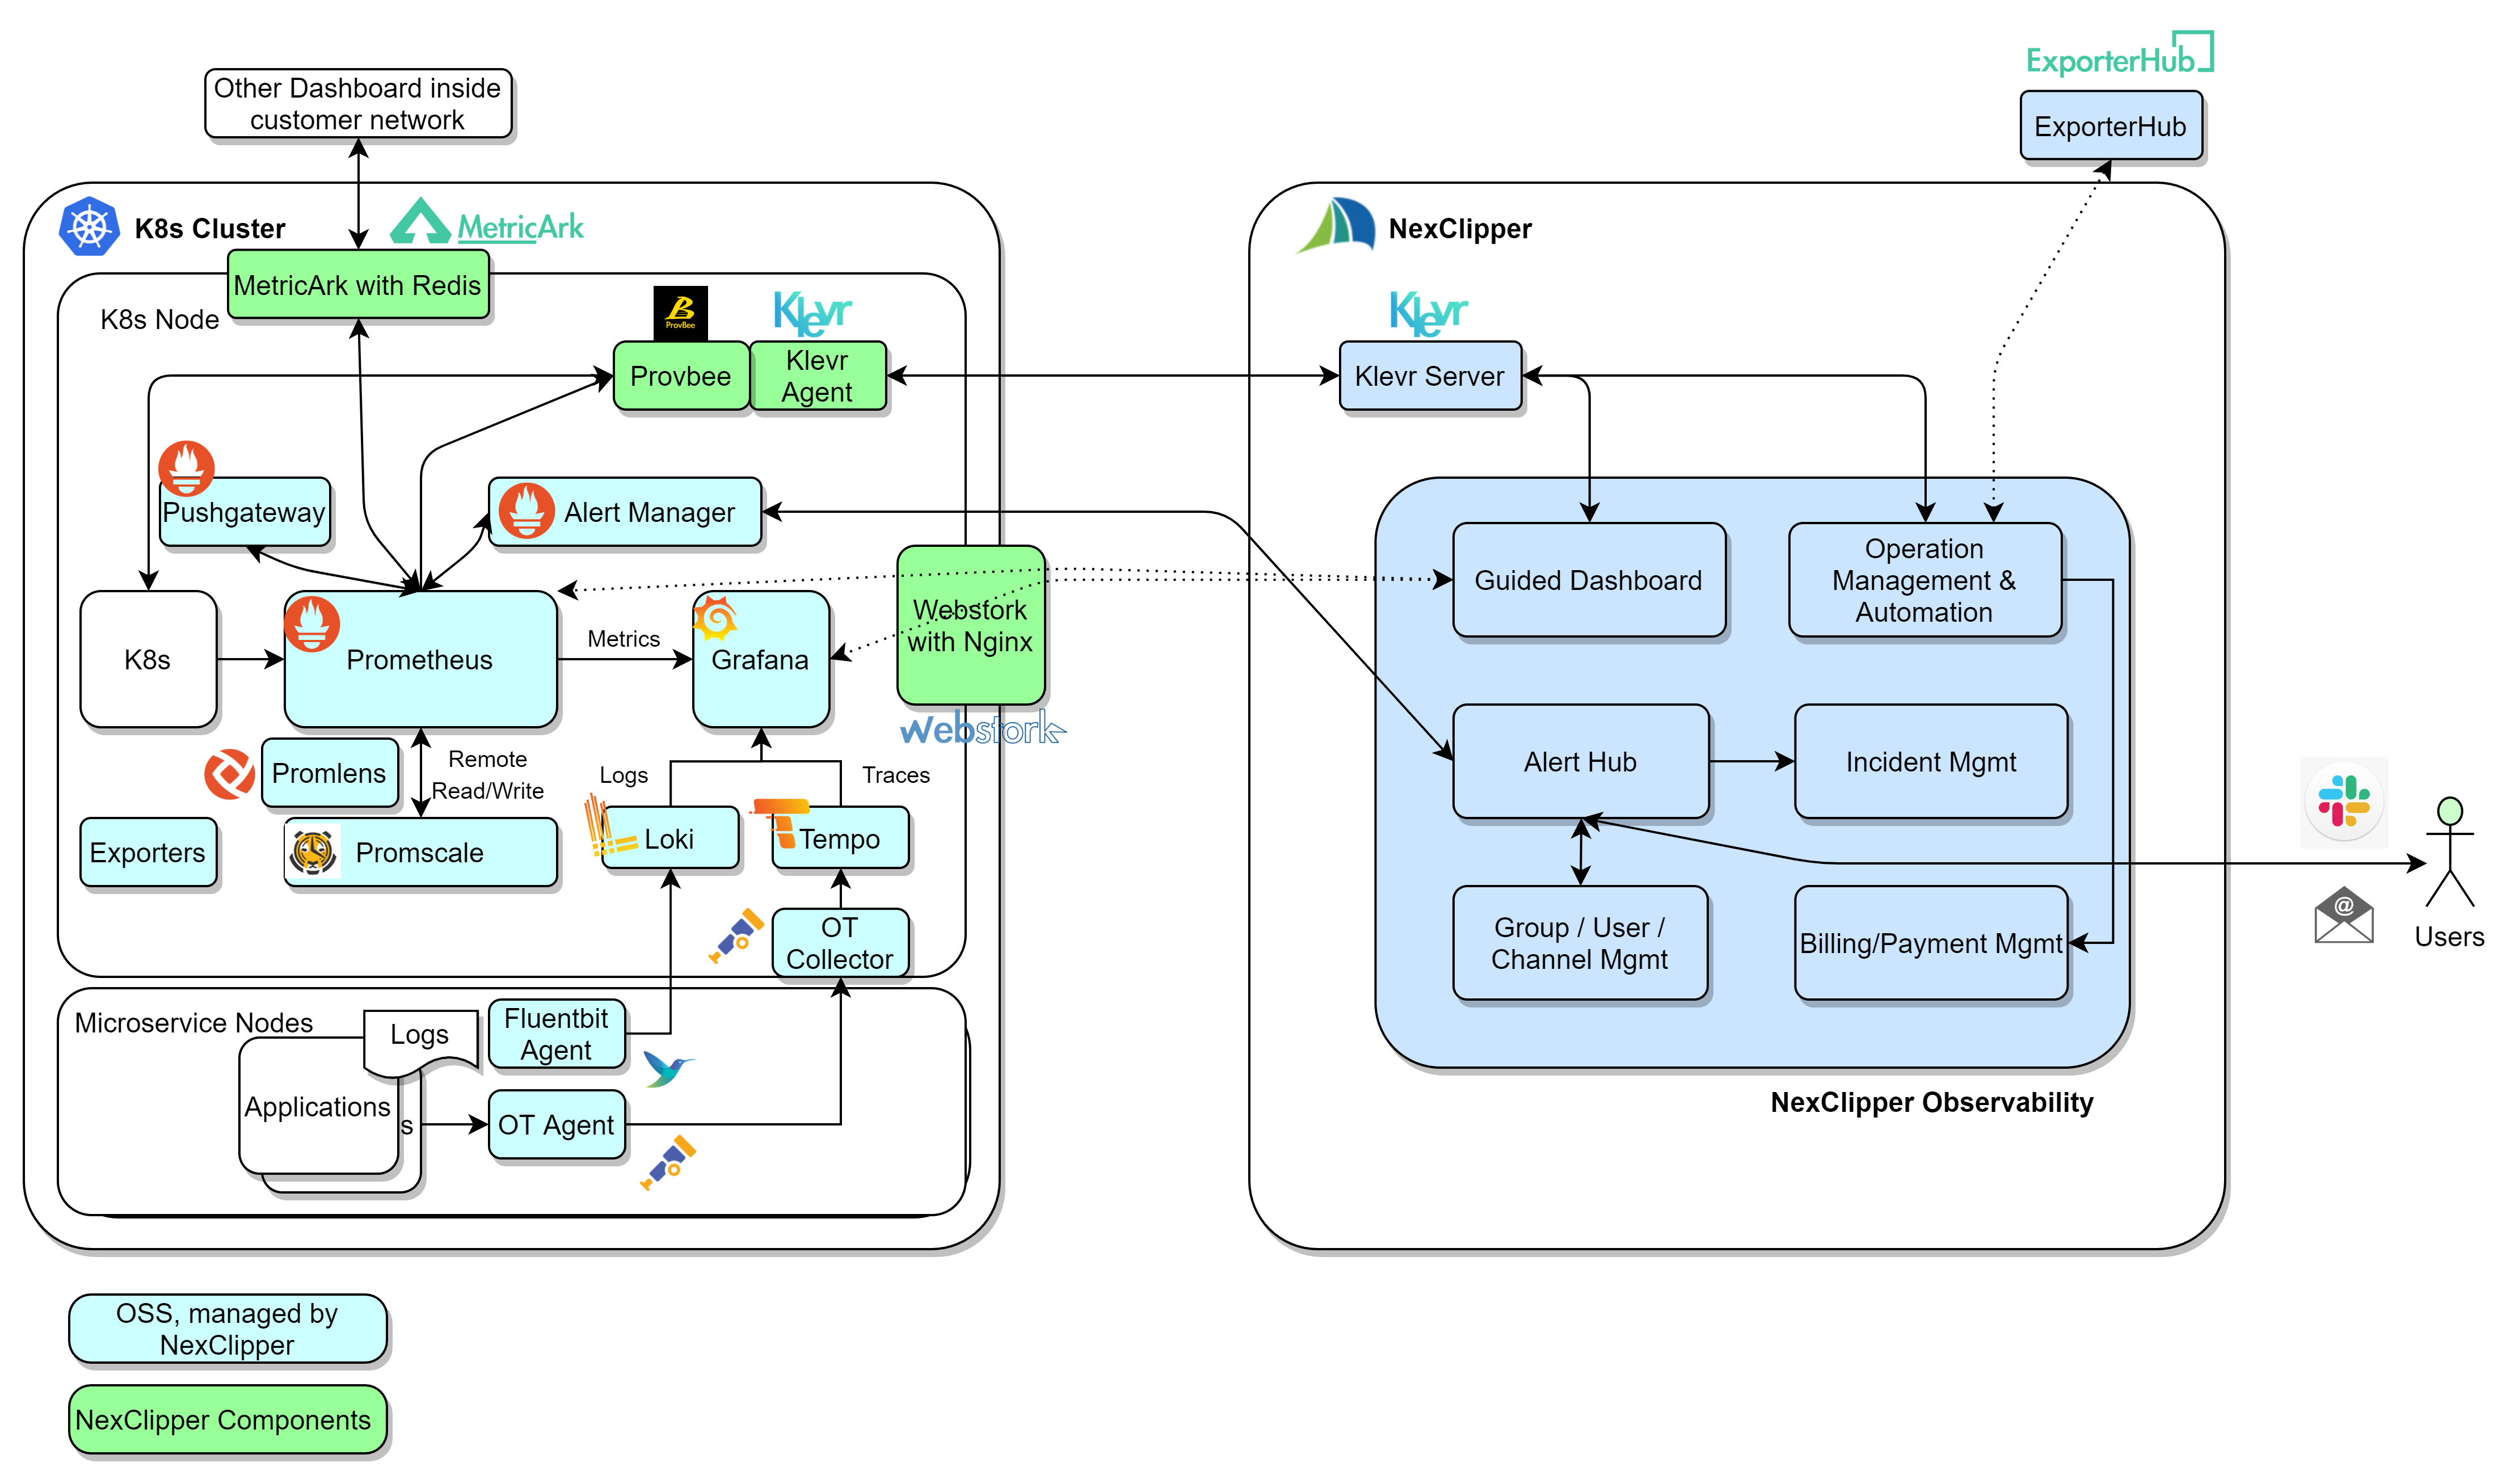 ExporterHub
Other Dashboard inside
customer network
ExporterHub
K8s Cluster
MetricArk
NexClipper
MetricArk with Redis
K8s Node
B
ProvBee
Klevr
Klevr
Provbee
Klevr
Agent
Klevr Server
Pushgateway
Alert Manager
Guided Dashboard
Operation
Management &
Automation
Webstork
with Nginx
K8s
Prometheus
Metrics
Grafana
Webstork
Promlens
Remote
Read/Write
Logs
Traces
Alert Hub
Incident Mgmt
Exporters
Promscale
Loki
Tempo
OT
Collector
Group / User /
Channel Mgmt
Billing/Payment Mgmt
@
Users
Microservice Nodes
Logs
Fluentbit
Agent
Applications
s
OT Agent
NexClipper Observability
OSS, managed by
NexClipper
NexClipper Components